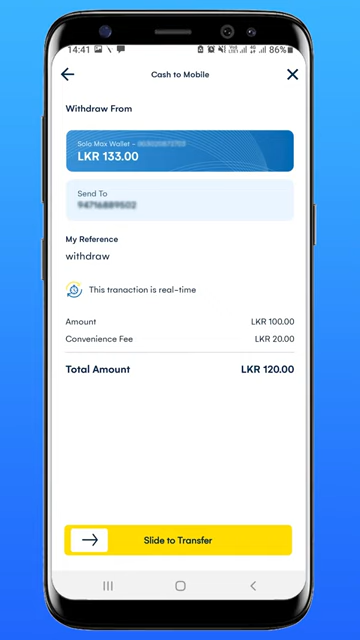 14:41
86%
Cash to Mobile
Withdraw From
Solo Max Wallet -
LKR 133.00
Send To
My Reference
withdraw
This tranaction is real-time
Amount LKR 100.00
Convenience Fee LKR 20.00
Total Amount LKR 120.00
Slide to Transfer